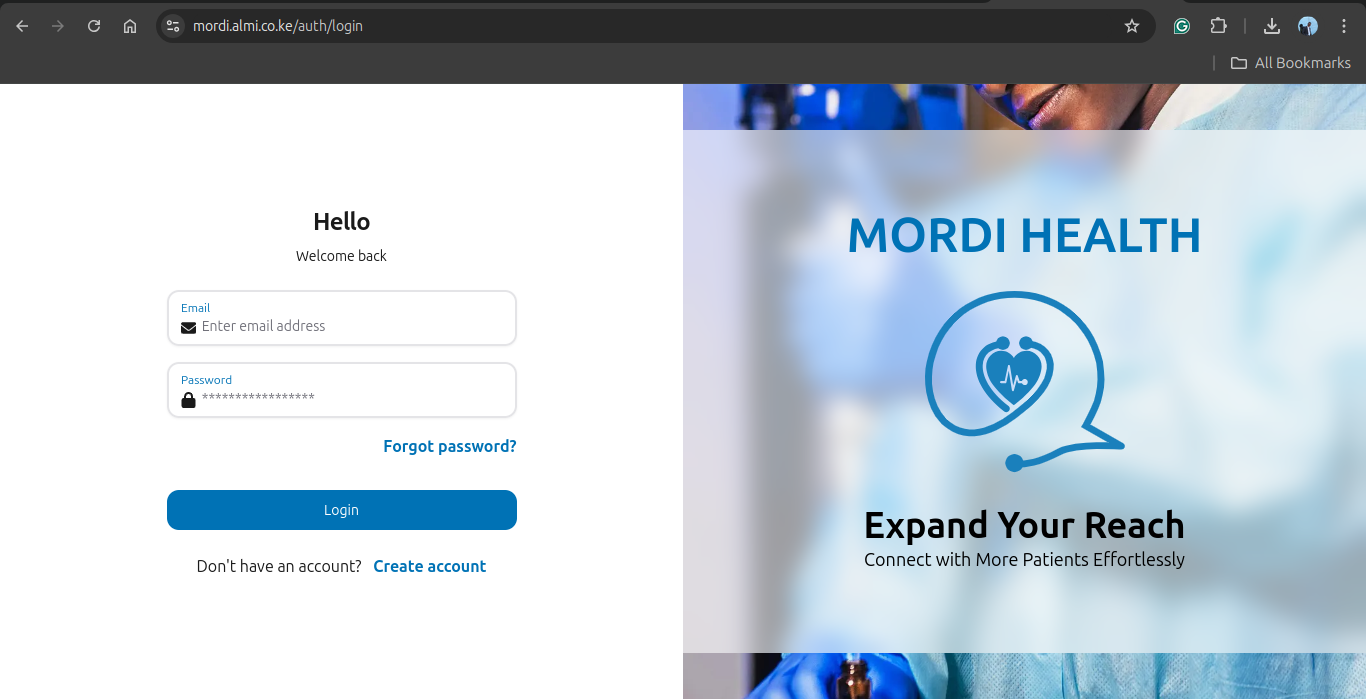 mordi.almi.co.ke/auth/login
All Bookmarks
Hello
Welcome back
Email
Enter email address
Password
*****************
Forgot password?
Login
Don't have an account? Create account
MORDI HEALTH
Expand Your Reach
Connect with More Patients Effortlessly